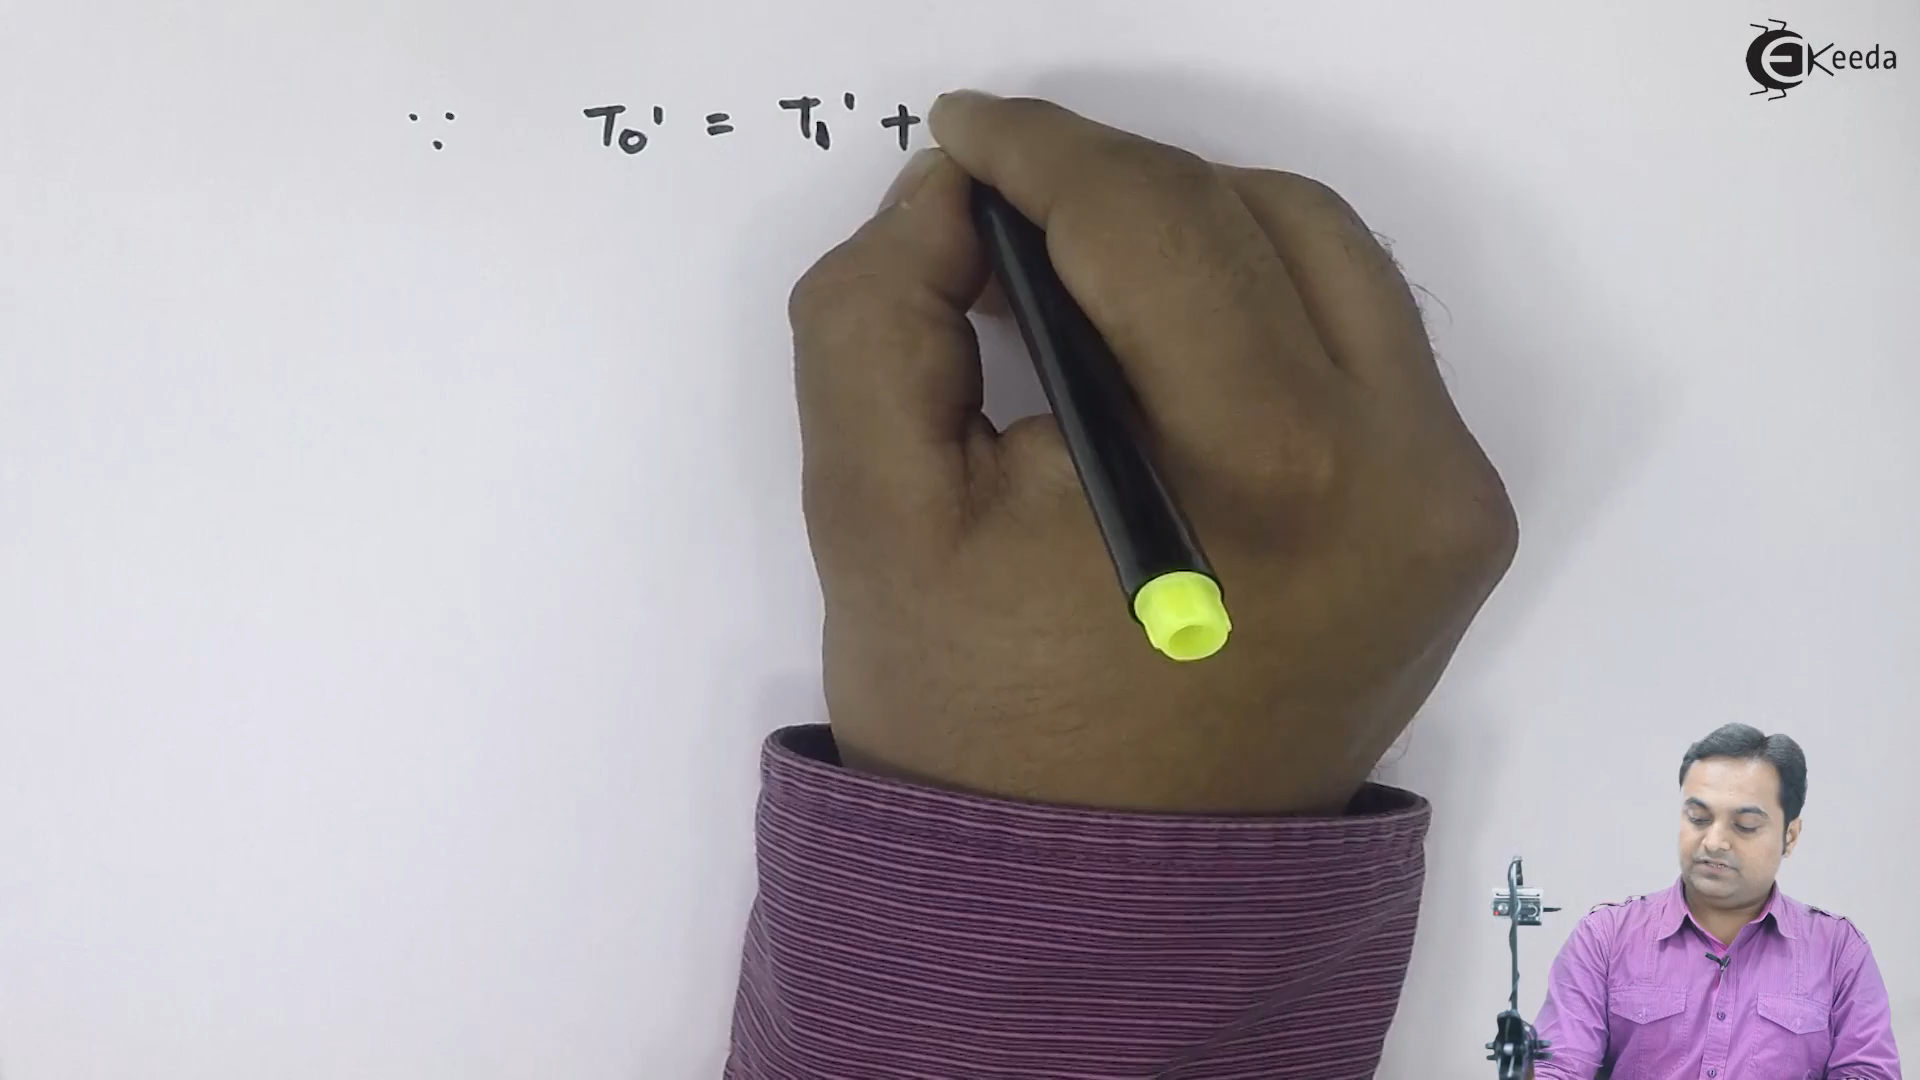 Keeda
∵ T₀' = T₁' +